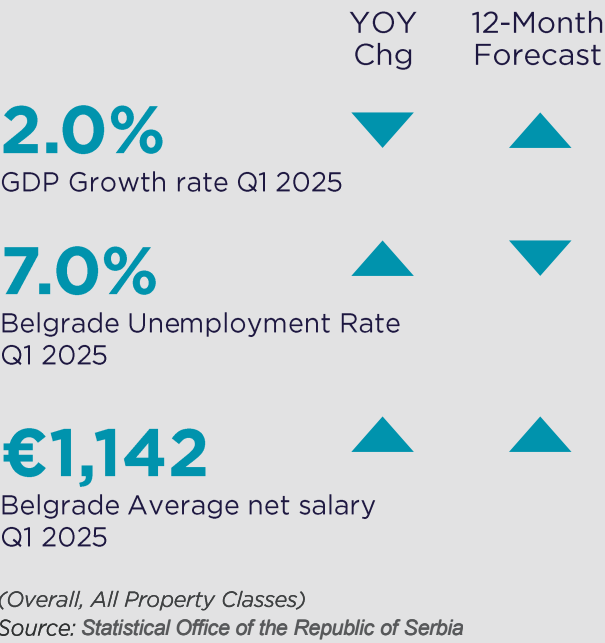 YOY 12-Month
Chg Forecast
2.0%
GDP Growth rate Q1 2025
7.0%
Belgrade Unemployment Rate
Q1 2025
€1,142
Belgrade Average net salary
Q1 2025
(Overall, All Property Classes)
Source: Statistical Office of the Republic of Serbia